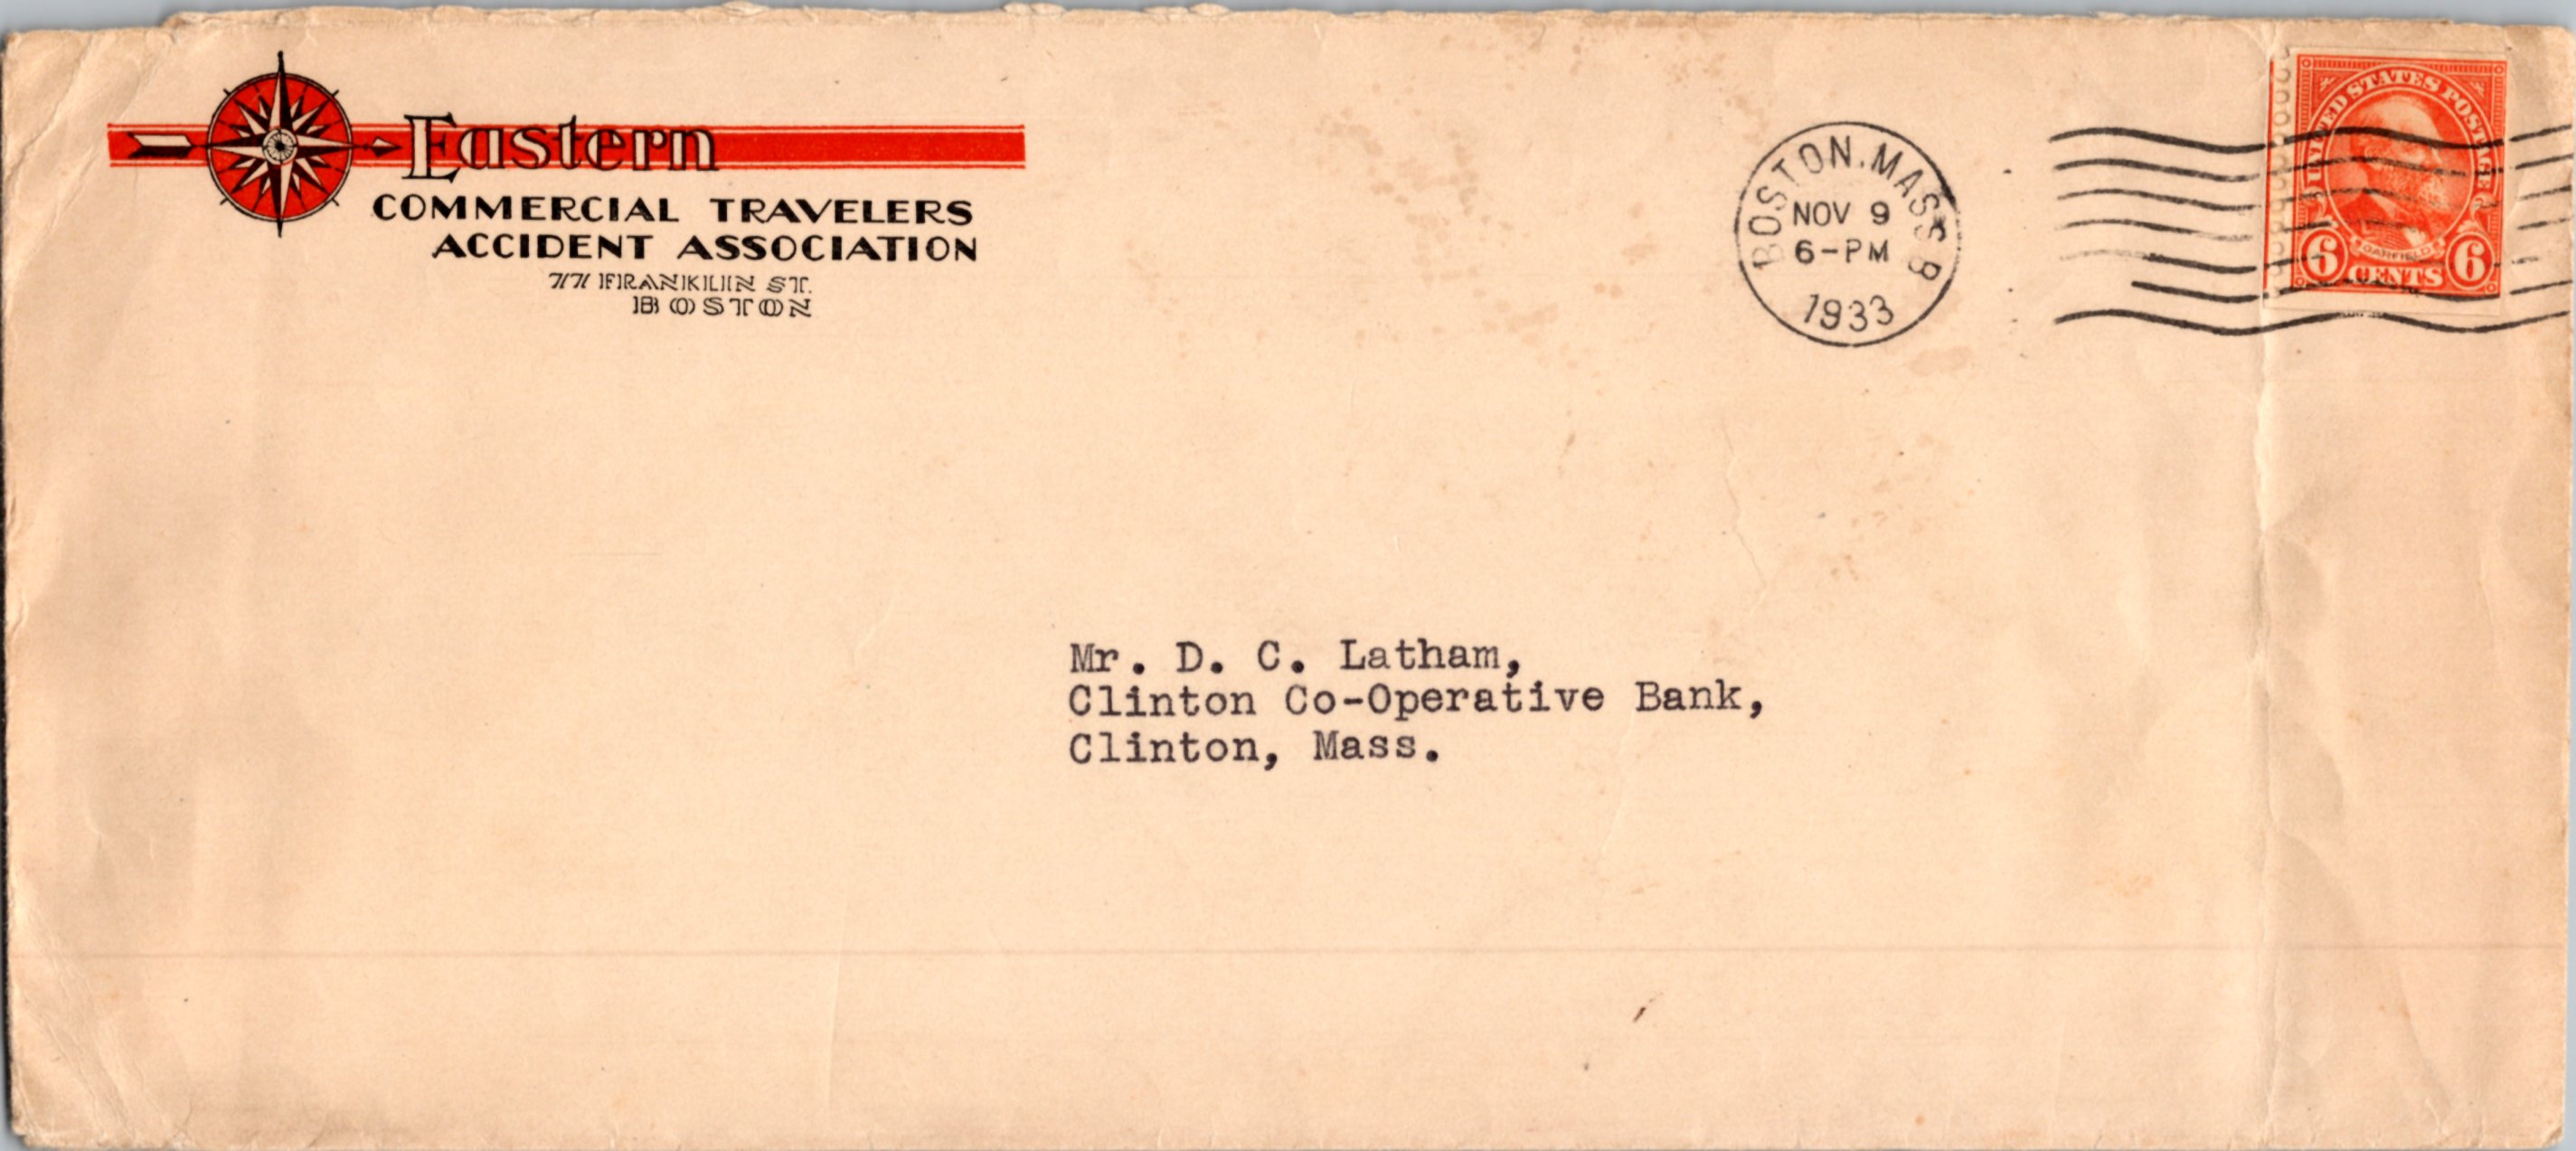 Eastern
COMMERCIAL TRAVELERS
ACCIDENT ASSOCIATION
77 FRANKLIN ST.
BOSTON
BOSTON, MASS B
NOV 9
6-PM
1933
UNITED STATES POSTAGE
GARFIELD
6 CENTS 6
Mr. D. C. Latham,
Clinton Co-Operative Bank,
Clinton, Mass.